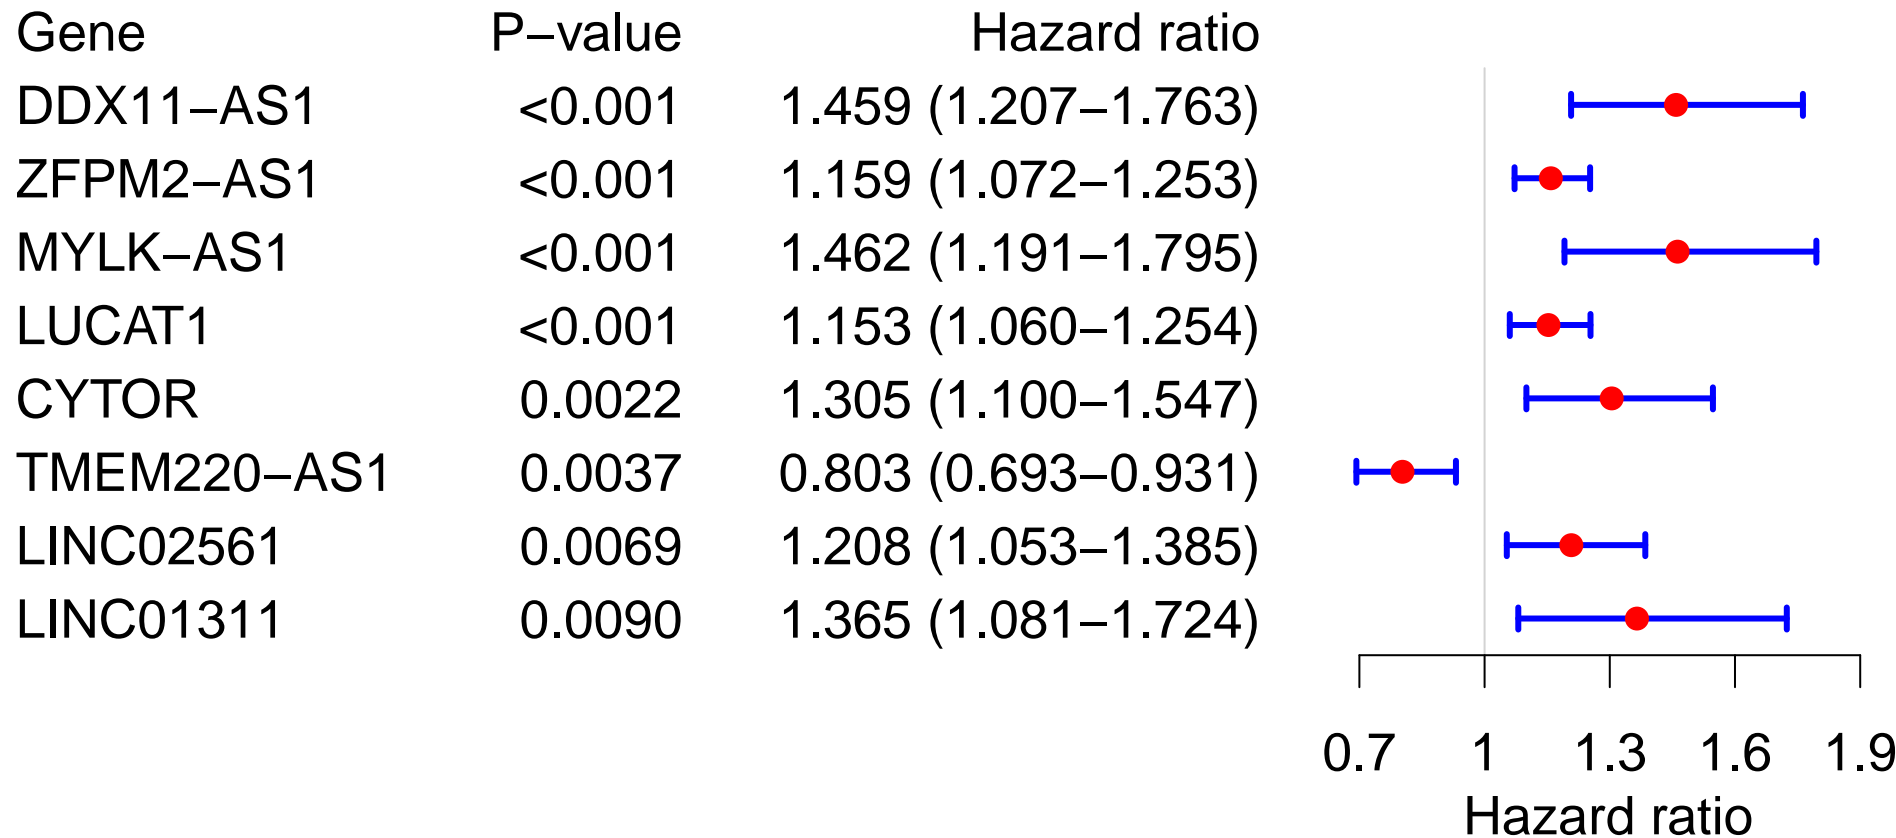 Gene P–value Hazard ratio
DDX11–AS1 <0.001 1.459 (1.207–1.763)
ZFPM2–AS1 <0.001 1.159 (1.072–1.253)
MYLK–AS1 <0.001 1.462 (1.191–1.795)
LUCAT1 <0.001 1.153 (1.060–1.254)
CYTOR 0.0022 1.305 (1.100–1.547)
TMEM220–AS1 0.0037 0.803 (0.693–0.931)
LINC02561 0.0069 1.208 (1.053–1.385)
LINC01311 0.0090 1.365 (1.081–1.724)
0.7 1 1.3 1.6 1.9
Hazard ratio